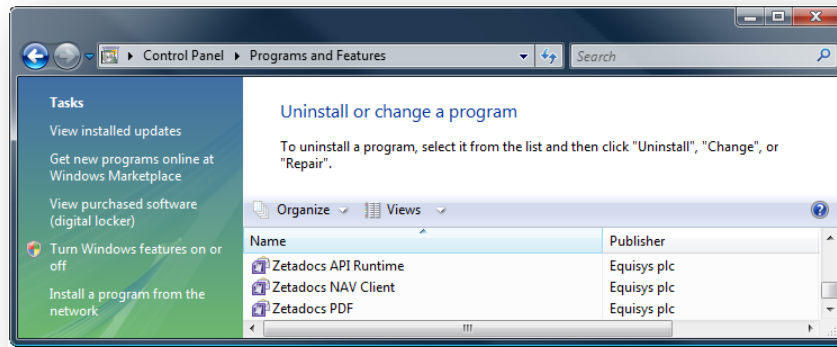 Control Panel Programs and Features Search
Tasks
View installed updates
Get new programs online at
Windows Marketplace
View purchased software
(digital locker)
Turn Windows features on or
off
Install a program from the
network
Uninstall or change a program
To uninstall a program, select it from the list and then click "Uninstall", "Change", or
"Repair".
Organize Views
Name Publisher
Zetadocs API Runtime Equisys plc
Zetadocs NAV Client Equisys plc
Zetadocs PDF Equisys plc